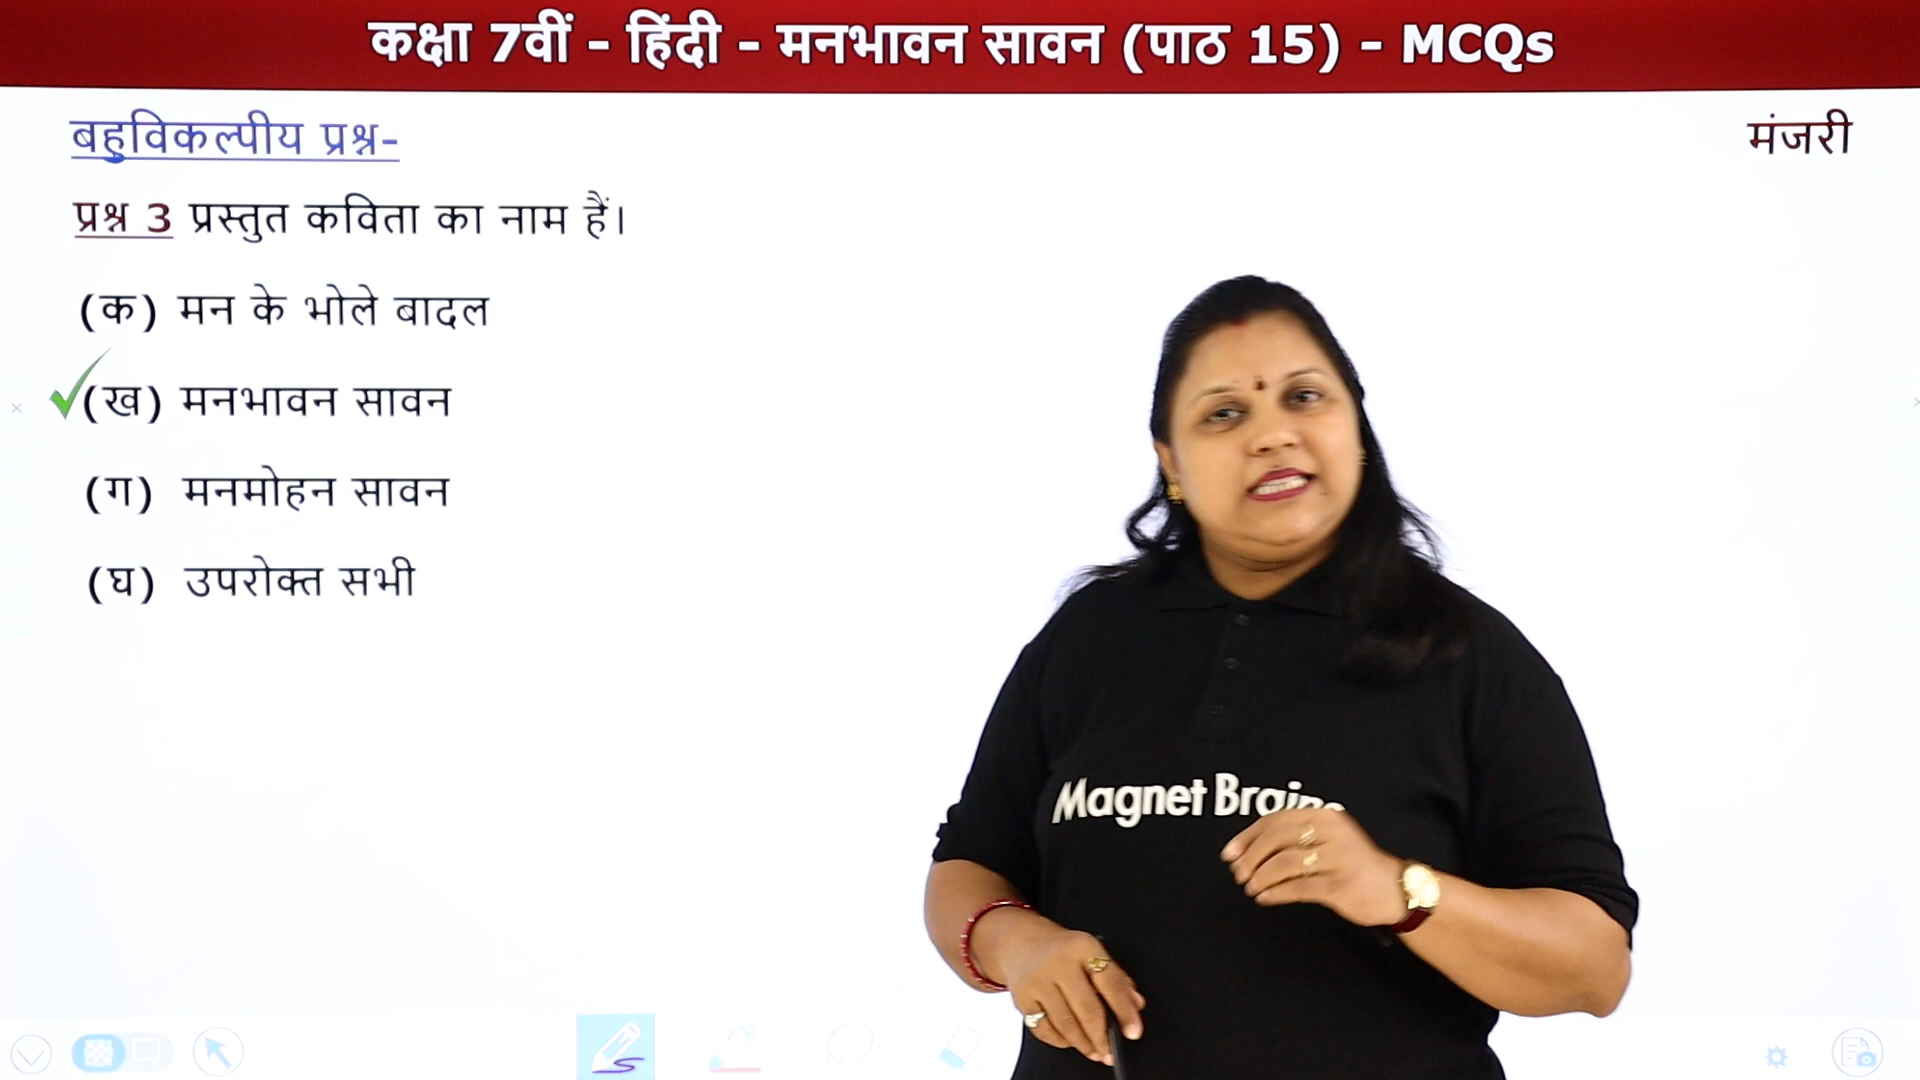 कक्षा 7वीं - हिंदी - मनभावन सावन (पाठ 15) - MCQs
बहुविकल्पीय प्रश्न-
मंजरी
प्रश्न 3 प्रस्तुत कविता का नाम हैं।
(क) मन के भोले बादल
(ख) मनभावन सावन
(ग) मनमोहन सावन
(घ) उपरोक्त सभी
Magnet Brains